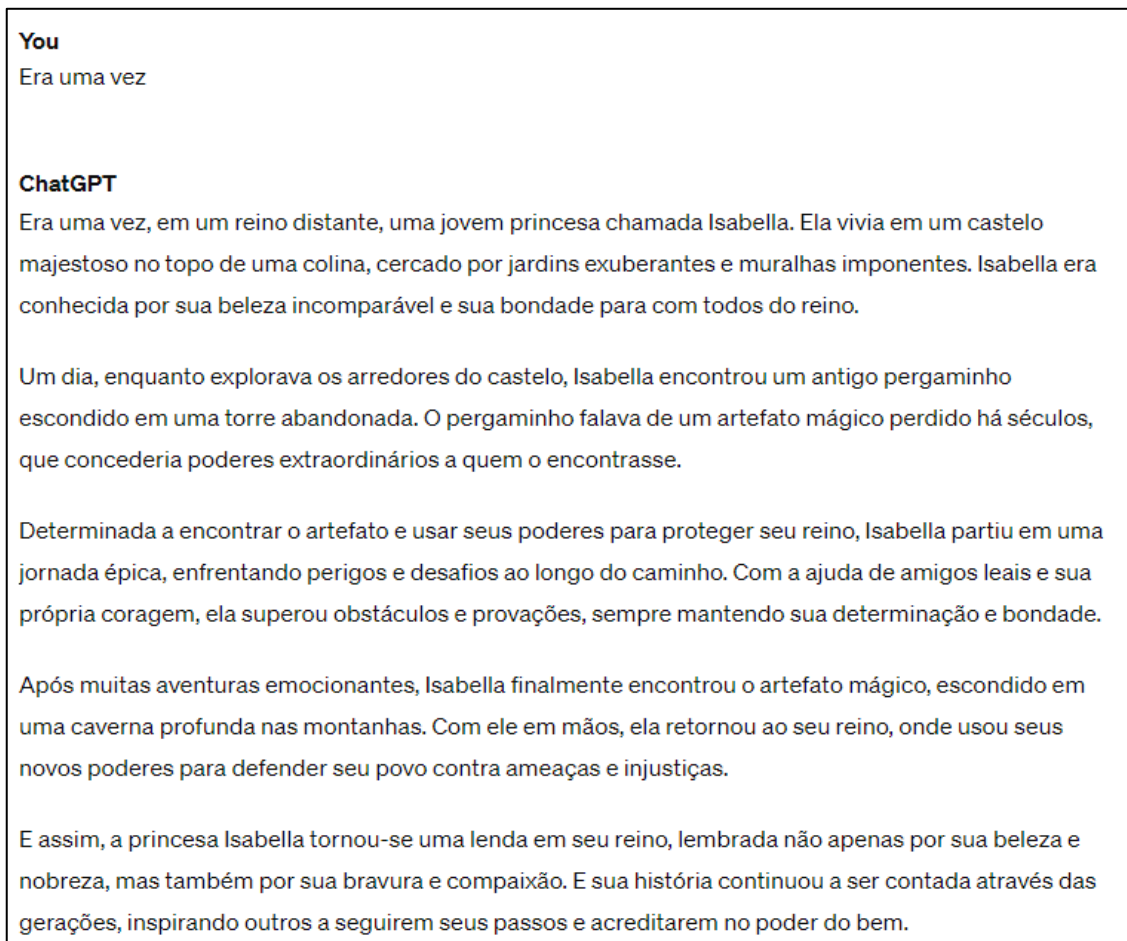 You
Era uma vez
ChatGPT
Era uma vez, em um reino distante, uma jovem princesa chamada Isabella. Ela vivia em um castelo
majestoso no topo de uma colina, cercado por jardins exuberantes e muralhas imponentes. Isabella era
conhecida por sua beleza incomparável e sua bondade para com todos do reino.
Um dia, enquanto explorava os arredores do castelo, Isabella encontrou um antigo pergaminho
escondido em uma torre abandonada. O pergaminho falava de um artefato mágico perdido há séculos,
que concederia poderes extraordinários a quem o encontrasse.
Determinada a encontrar o artefato e usar seus poderes para proteger seu reino, Isabella partiu em uma
jornada épica, enfrentando perigos e desafios ao longo do caminho. Com a ajuda de amigos leais e sua
própria coragem, ela superou obstáculos e provações, sempre mantendo sua determinação e bondade.
Após muitas aventuras emocionantes, Isabella finalmente encontrou o artefato mágico, escondido em
uma caverna profunda nas montanhas. Com ele em mãos, ela retornou ao seu reino, onde usou seus
novos poderes para defender seu povo contra ameaças e injustiças.
E assim, a princesa Isabella tornou-se uma lenda em seu reino, lembrada não apenas por sua beleza e
nobreza, mas também por sua bravura e compaixão. E sua história continuou a ser contada através das
gerações, inspirando outros a seguirem seus passos e acreditarem no poder do bem.